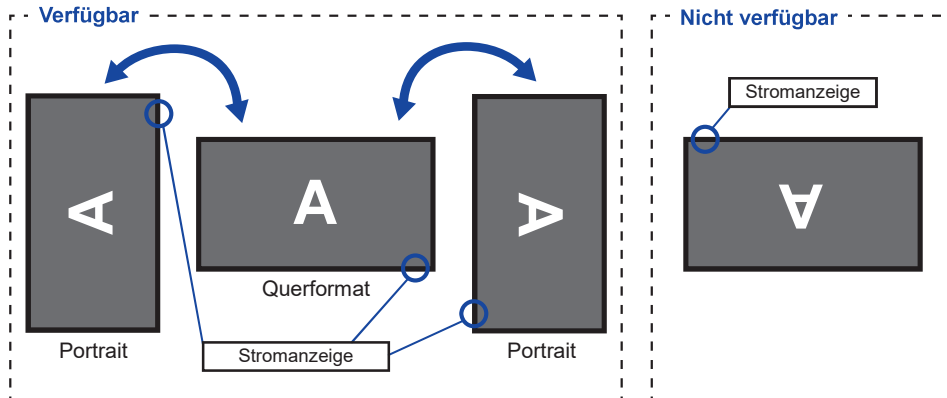 Verfügbar
Nicht verfügbar
Stromanzeige
A
A
A
A
Querformat
Portrait
Stromanzeige
Portrait